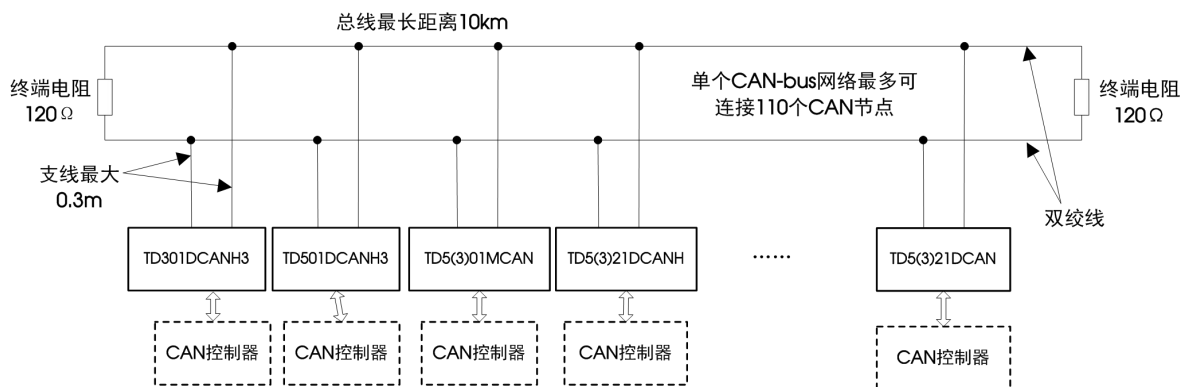 总线最长距离10km
终端电阻
120Ω
单个CAN-bus网络最多可
连接110个CAN节点
终端电阻
120Ω
支线最大
0.3m
双绞线
TD301DCANH3
TD501DCANH3
TD5(3)01MCAN
TD5(3)21DCANH
……
TD5(3)21DCAN
CAN控制器
CAN控制器
CAN控制器
CAN控制器
CAN控制器